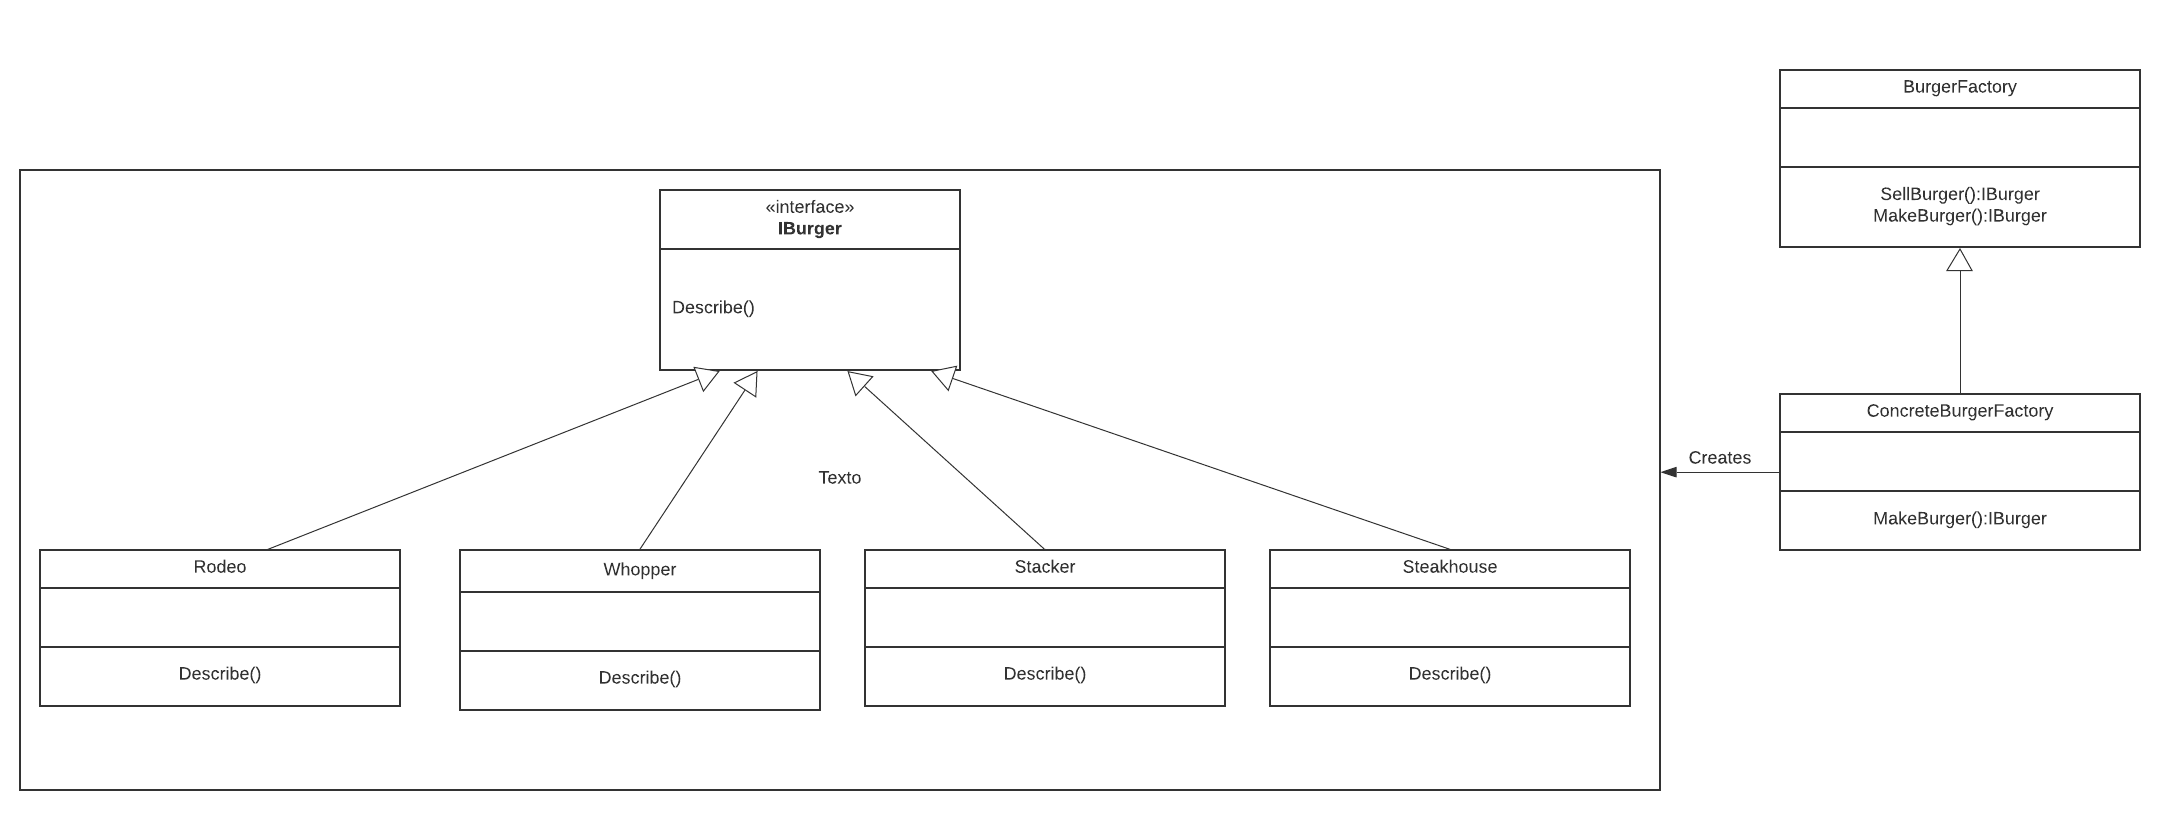 BurgerFactory
SellBurger():IBurger
MakeBurger():IBurger
«interface»
IBurger
Describe()
ConcreteBurgerFactory
MakeBurger():IBurger
Creates
Texto
Rodeo
Describe()
Whopper
Describe()
Stacker
Describe()
Steakhouse
Describe()